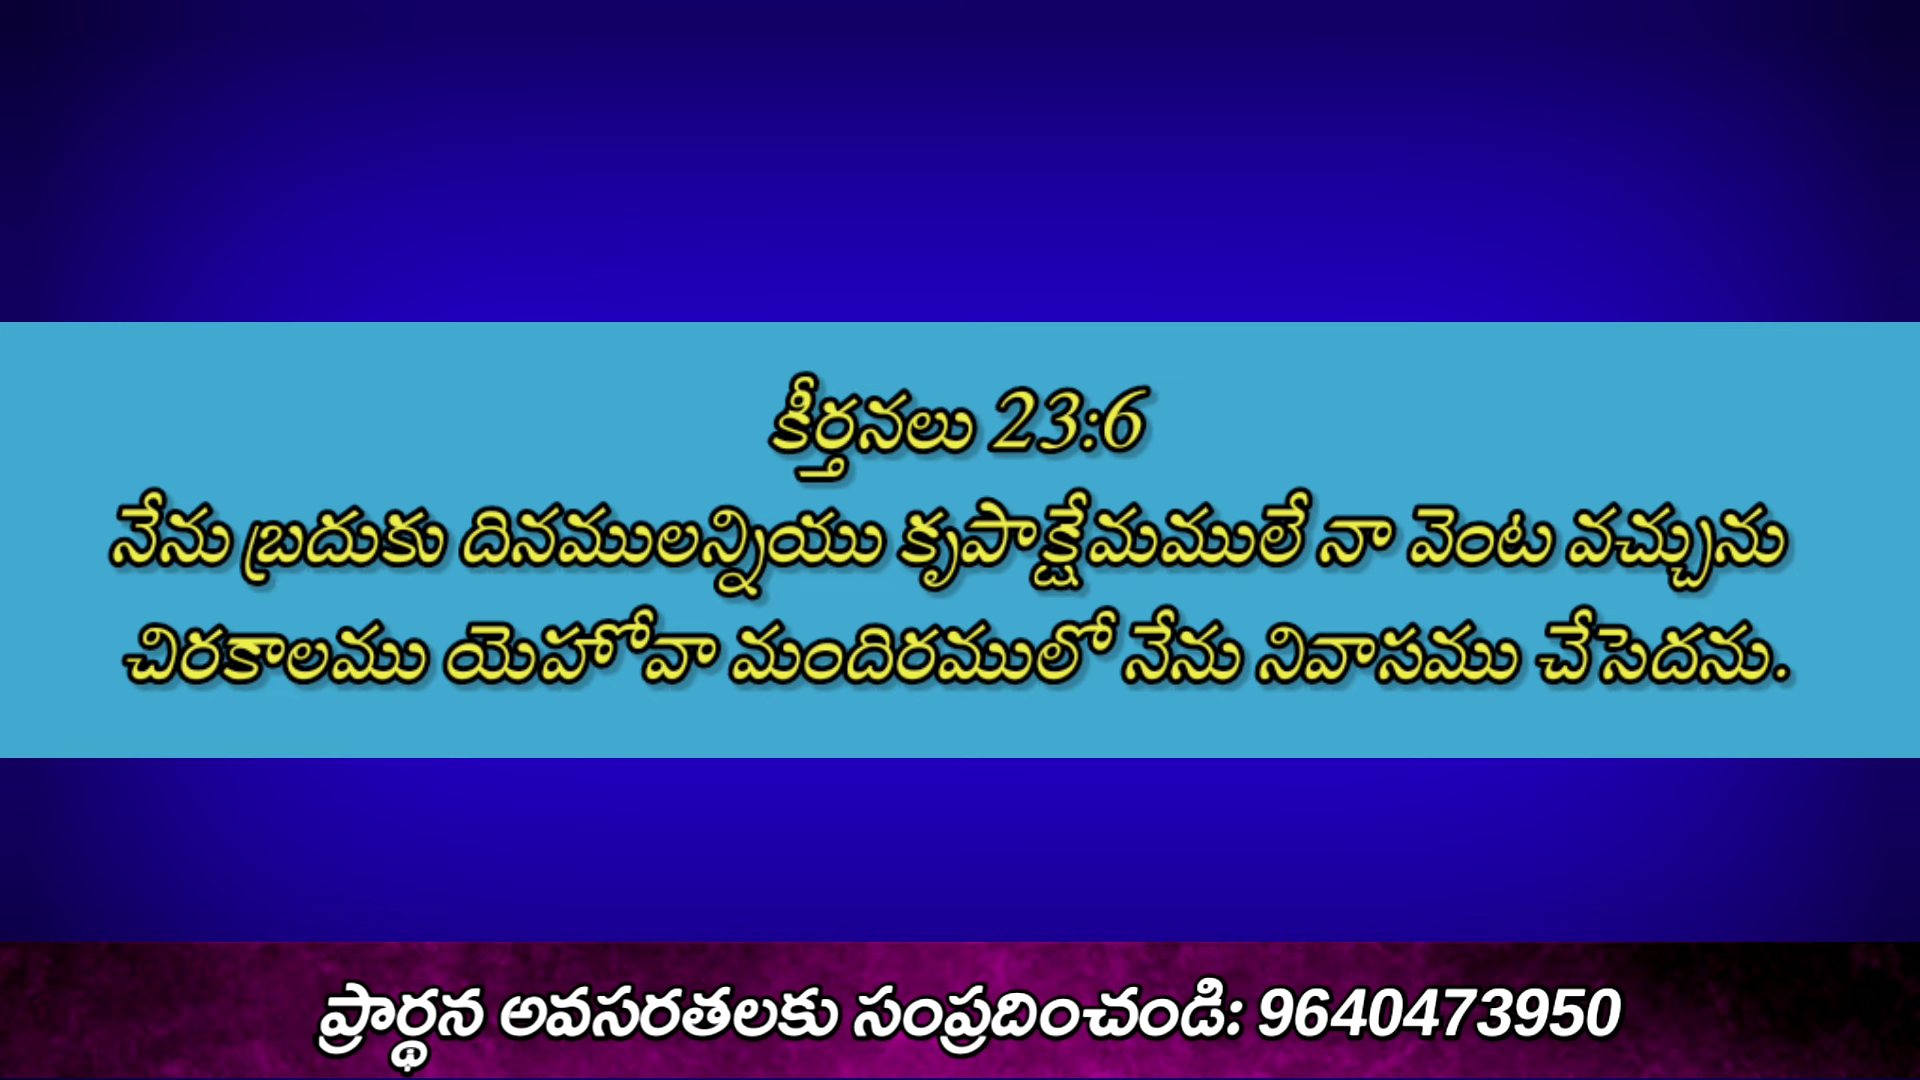 కీర్తనలు 23:6
నేను బ్రదుకు దినములన్నియు కృపాక్షేమములే నా వెంట వచ్చును
చిరకాలము యెహోవా మందిరములో నేను నివాసము చేసెదను.
ప్రార్థన అవసరతలకు సంప్రదించండి: 9640473950